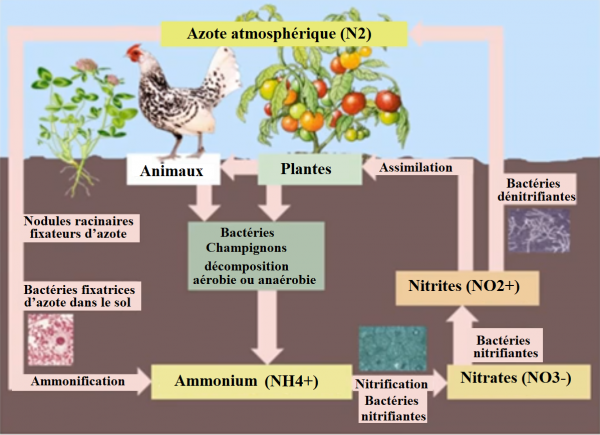 Azote atmosphérique (N2)
Animaux
Plantes
Assimilation
Bactéries
dénitrifiantes
Nodules racinaires
fixateurs d'azote
Bactéries
Champignons
décomposition
aérobie ou anaérobie
Bactéries fixatrices
d'azote dans le sol
Nitrites (NO2+)
Bactéries
nitrifiantes
Ammonification
Ammonium (NH4+)
Nitrification
Bactéries
nitrifiantes
Nitrates (NO3-)